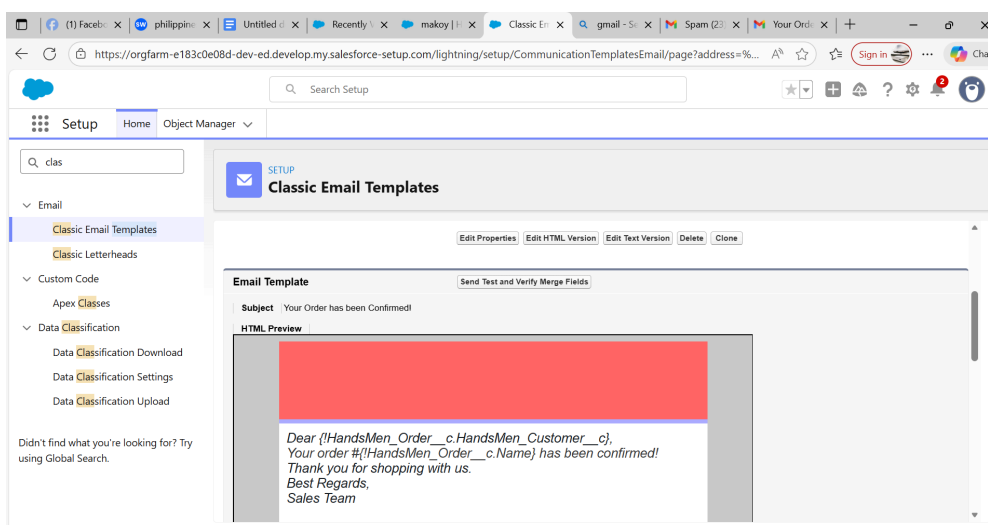 (1) Facebo
philippine
Untitled d
Recently V
makoy | H
Classic Em
gmail - Se
Spam (23)
Your Orde
https://orgfarm-e183c0e08d-dev-ed.develop.my.salesforce-setup.com/lightning/setup/CommunicationTemplatesEmail/page?address=%...
Sign in
Cha
Search Setup
2
Setup
Home
Object Manager
clas
SETUP
Classic Email Templates
Email
Classic Email Templates
Classic Letterheads
Custom Code
Apex Classes
Data Classification
Data Classification Download
Data Classification Settings
Data Classification Upload
Didn't find what you're looking for? Try
using Global Search.
Edit Properties
Edit HTML Version
Edit Text Version
Delete
Clone
Email Template
Send Test and Verify Merge Fields
Subject Your Order has been Confirmed!
HTML Preview
Dear {!HandsMen_Order__c.HandsMen_Customer__c},
Your order #{!HandsMen_Order__c.Name} has been confirmed!
Thank you for shopping with us.
Best Regards,
Sales Team